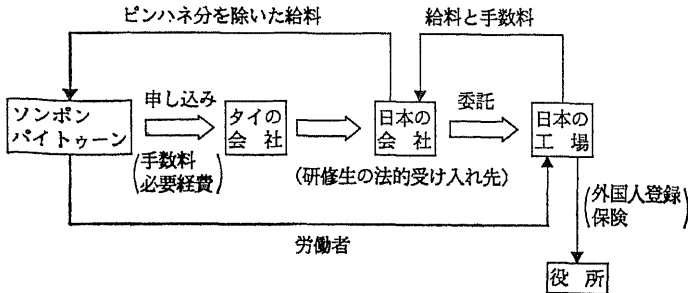 ピンハネ分を除いた給料
給料と手数料
ソンポン
パイトゥーン
申し込み
(手数料
必要経費)
タイの
会 社
日本の
会 社
(研修生の法的受け入れ先)
委託
日本の
工 場
(外国人登録
保険)
労働者
役 所